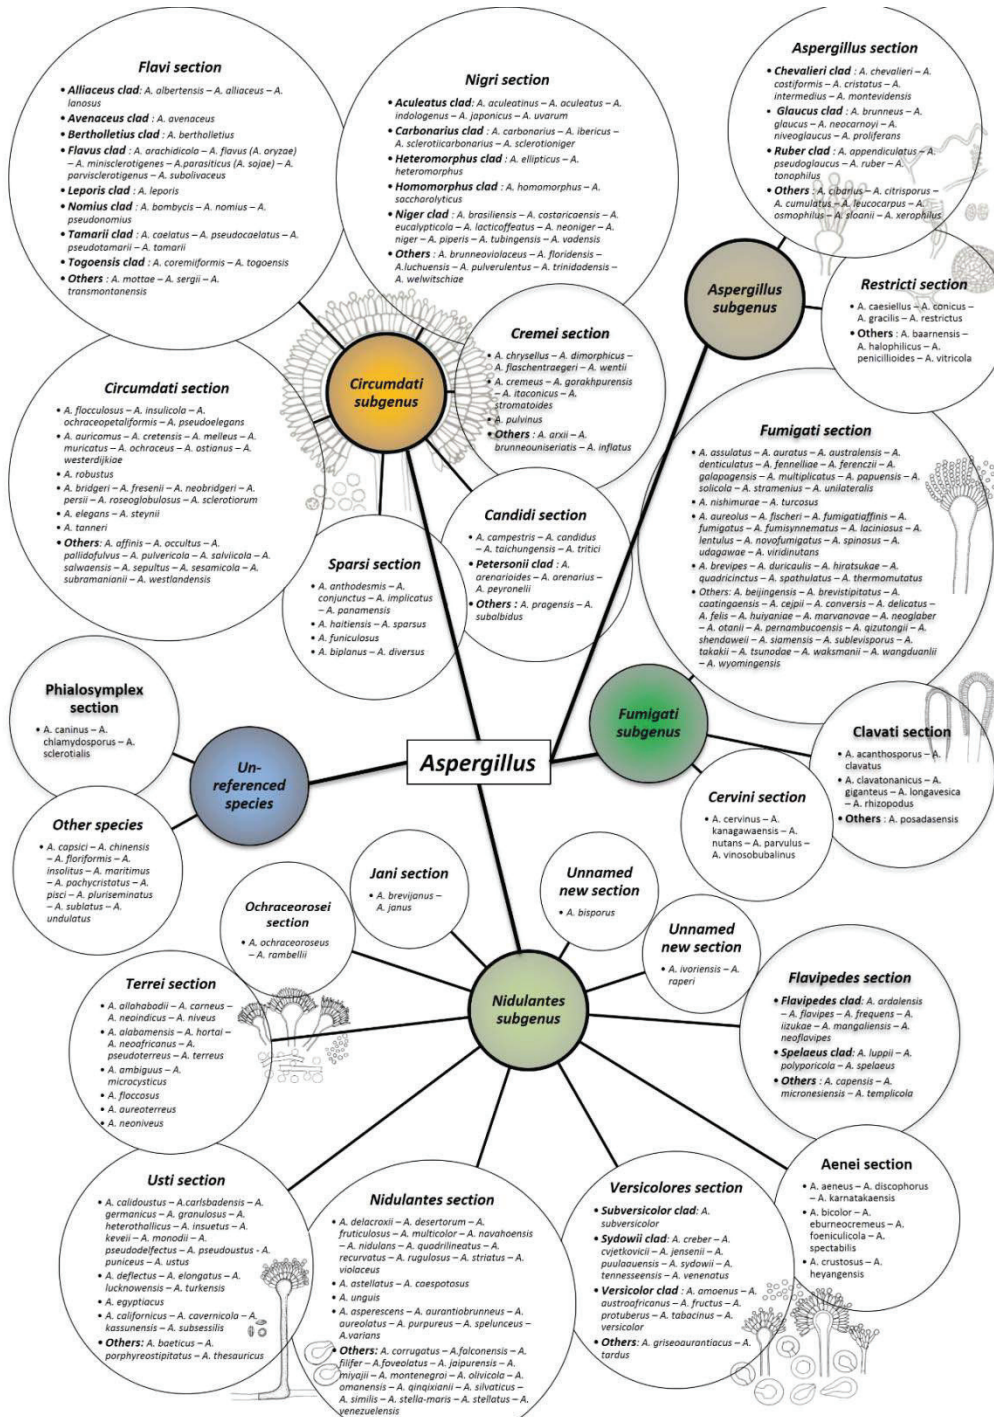 Flavi section
• Alliaceus clad: A. albertensis – A. alliaceus – A.
lanosus
• Avenaceus clad : A. avenaceus
• Bertholletius clad : A. bertholletius
• Flavus clad : A. arachidicola – A. flavus (A. oryzae)
– A. minisclerotigenes – A.parasiticus (A. sojae) – A.
parvisclerotigenus – A. subolivaceus
• Leporis clad : A. leporis
• Nomius clad : A. bombycis – A. nomius – A.
pseudonomius
• Tamarii clad : A. caelatus – A. pseudocaelatus – A.
pseudotamarii – A. tamarii
• Togoensis clad : A. coremiiformis – A. togoensis
• Others : A. mottae – A. sergii – A.
transmontanensis
Nigri section
• Aculeatus clad : A. aculeatinus – A. aculeatus – A.
indologenus – A. japonicus – A. uvarum
• Carbonarius clad : A. carbonarius – A. ibericus –
A. sclerotiicarbonarius – A. sclerotioniger
• Heteromorphus clad : A. ellipticus – A.
heteromorphus
• Homomorphus clad : A. homomorphus – A.
saccharolyticus
• Niger clad : A. brasiliensis – A. costaricaensis – A.
eucalypticola – A. lacticoffeatus – A. neoniger – A.
niger – A. piperis – A. tubingensis – A. vadensis
• Others : A. brunneoviolaceus – A. floridensis –
A.luchuensis – A. pulverulentus – A. trinidadensis –
A. welwitschiae
Aspergillus section
• Chevalieri clad : A. chevalieri – A.
costiformis – A. cristatus – A.
intermedius – A. montevidensis
• Glaucus clad : A. brunneus – A.
glaucus – A. neocarnoyi – A.
niveoglaucus – A. proliferans
• Ruber clad : A. appendiculatus – A.
pseudoglaucus – A. ruber – A.
tonophilus
• Others : A. cibarius – A. citrisporus – A.
cumulatus – A. leucocarpus – A.
osmophilus – A. sloanii – A. xerophilus
Aspergillus
subgenus
Restricti section
• A. caesiellus – A. conicus –
A. gracilis – A. restrictus
• Others : A. baarnensis – A.
halophilicus – A.
penicillioides – A. vitricola
Circumdati
subgenus
Cremei section
• A. chrysellus – A. dimorphicus – A.
flaschentraegeri – A. wentii
• A. cremeus – A. gorakhpurensis
– A. itaconicus – A.
stromatoides
• A. pulvinus
• Others : A. arxii – A.
brunneouniseriatis – A. inflatus
Circumdati section
• A. flocculosus – A. insulicola – A.
ochraceopetaliformis – A. pseudoelegans
• A. auricomus – A. cretensis – A. melleus – A.
muricatus – A. ochraceus – A. ostianus – A.
westerdijkiae
• A. robustus
• A. bridgeri – A. fresenii – A. neobridgeri – A.
persii – A. roseoglobulosus – A. sclerotiorum
• A. elegans – A. steynii
• A. tanneri
• Others: A. affinis – A. occultus – A.
pallidofulvus – A. pulvericola – A. salviicola – A.
salwaensis – A. sepultus – A. sesamicola – A.
subramanianii – A. westlandensis
Fumigati section
• A. assulatus – A. auratus – A. australensis – A.
denticulatus – A. fennelliae – A. ferenczii – A.
galapagensis – A. multiplicatus – A. papuensis – A.
solicola – A. stramenius – A. unilateralis
• A. nishimurae – A. turcosus
• A. aureolus – A. fischeri – A. fumigatiaffinis – A.
fumigatus – A. fumisynnematus – A. laciniosus – A.
lentulus – A. novofumigatus – A. spinosus – A.
udagawae – A. viridinutans
• A. brevipes – A. duricaulis – A. hiratsukae – A.
quadricinctus – A. spathulatus – A. thermomutatus
• Others: A. beijingensis – A. brevistipitatus – A.
caatingaensis – A. cejpii – A. conversis – A. delicatus –
A. felis – A. huiyaniae – A. marvanovae – A. neoglaber –
A. otanii – A. pernambucoensis – A. qizutongii – A.
shendaweii – A. siamensis – A. sublevisporus – A.
takakii – A. tsunodae – A. waksmanii – A. wangduanlii
– A. wyomingensis
Candidi section
• A. campestris – A. candidus
– A. taichungensis – A. tritici
• Petersonii clad : A.
arenarioides – A. arenarius – A.
peyronelii
• Others : A. pragensis – A.
subalbidus
Sparsi section
• A. anthodesmis – A.
conjunctus – A. implicatus –
A. panamensis
• A. haitiensis – A. sparsus
• A. funiculosus
• A. biplanus – A. diversus
Phialosymplex
section
• A. caninus – A.
chlamydosporus – A.
sclerotialis
Un-
referenced
species
Aspergillus
Fumigati
subgenus
Clavati section
• A. acanthosporus – A.
clavatus
• A. clavatonanicus – A.
giganteus – A. longavesica
– A. rhizopodus
• Others : A. posadasensis
Cervini section
• A. cervinus – A.
kanagawaensis – A.
nutans – A. parvulus – A.
vinosobubalinus
Other species
• A. capsici – A. chinensis
– A. floriformis – A.
insolitus – A. maritimus
– A. pachycristatus – A.
pisci – A. pluriseminatus
– A. sublatus – A.
undulatus
Jani section
• A. brevijanus –
A. janus
Unnamed
new section
• A. bisporus
Ochraceorosei
section
• A. ochraceoroseus
– A. rambellii
Unnamed
new section
• A. ivoriensis – A.
raperi
Nidulantes
subgenus
Terrei section
• A. allahabadii – A. carneus – A.
neoindicus – A. niveus
• A. alabamensis – A. hortai – A.
neoafricanus – A.
pseudoterreus – A. terreus
• A. ambiguus – A.
microcysticus
• A. floccosus
• A. aureoterreus
• A. neoniveus
Flavipedes section
• Flavipedes clad: A. ardalensis
– A. flavipes – A. frequens – A.
iizukae – A. mangaliensis – A.
neoflavipes
• Spelaeus clad: A. luppii – A.
polyporicola – A. spelaeus
• Others : A. capensis – A.
micronesiensis – A. templicola
Usti section
• A. calidoustus – A.carlsbadensis – A.
germanicus – A. granulosus – A.
heterothallicus – A. insuetus – A.
keveii – A. monodii – A.
pseudodeflectus – A. pseudoustus -
A. puniceus – A. ustus
• A. deflectus – A. elongatus – A.
lucknowensis – A. turkensis
• A. egyptiacus
• A. californicus – A. cavernicola – A.
kassunensis – A. subsessilis
• Others: A. baeticus – A.
porphyreostipitatus – A. thesauricus
Nidulantes section
• A. delacroxii – A. desertorum – A.
fruticulosus – A. multicolor – A. navahoensis
– A. nidulans – A. quadrilineatus – A.
recurvatus – A. rugulosus – A. striatus – A.
violaceus
• A. astellatus – A. caespotosus
• A. unguis
• A. asperescens – A. aurantiobrunneus – A.
aureolatus – A. purpureus – A. spelunceus –
A.varians
• Others: A. corrugatus – A.falconensis – A.
filifer – A.foveolatus – A. jaipurensis – A.
miyajii – A. montenegroi – A. olivicola – A.
omanensis – A. qinqixianii – A. silvaticus –
A. similis – A. stella-maris – A. stellatus – A.
venezuelensis
Versicolores section
• Subversicolor clad: A.
subversicolor
• Sydowii clad: A. creber – A.
cvjetkovicii – A. jensenii – A.
puulaauensis – A. sydowii – A.
tennesseensis – A. venenatus
• Versicolor clad : A. amoenus – A.
austroafricanus – A. fructus – A.
protuberus – A. tabacinus – A.
versicolor
• Others: A. griseoaurantiacus – A.
tardus
Aenei section
• A. aeneus – A. discophorus
– A. karnatakaensis
• A. bicolor – A.
eburneocremeus – A.
foeniculicola – A.
spectabilis
• A. crustosus – A.
heyangensis